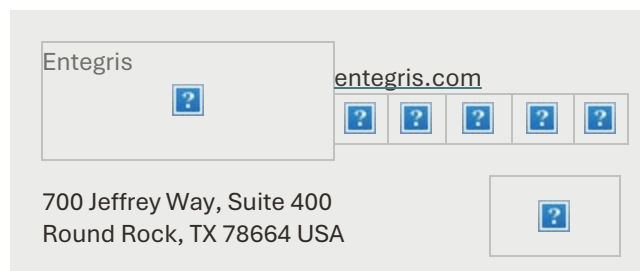 Entegris
entegris.com
700 Jeffrey Way, Suite 400
Round Rock, TX 78664 USA